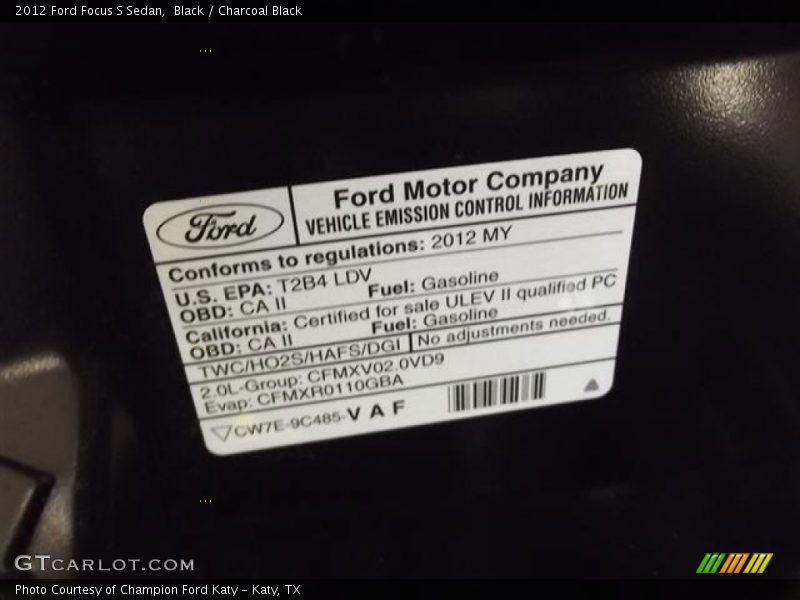 2012 Ford Focus S Sedan, Black / Charcoal Black
Ford
Ford Motor Company
VEHICLE EMISSION CONTROL INFORMATION
Conforms to regulations: 2012 MY
U.S. EPA: T2B4 LDV
OBD: CA II Fuel: Gasoline
California: Certified for sale ULEV II qualified PC
OBD: CA II Fuel: Gasoline
TWC/HO2S/HAFS/DGI No adjustments needed.
2.0L-Group: CFMXV02.0VD9
Evap: CFMXR0110GBA
CW7E-9C485-VAF
GTCARLOT.COM
Photo Courtesy of Champion Ford Katy - Katy, TX